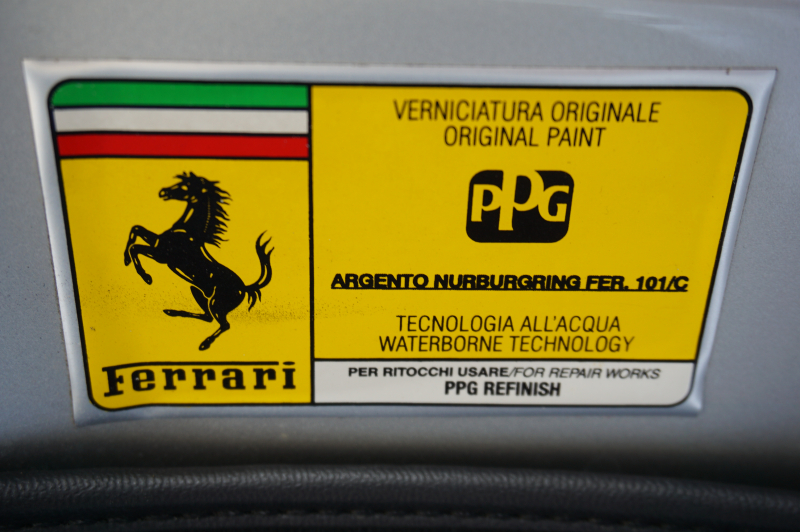 VERNICIATURA ORIGINALE
ORIGINAL PAINT
PPG
ARGENTO NURBURGRING FER. 101/C
TECNOLOGIA ALL'ACQUA
WATERBORNE TECHNOLOGY
PER RITOCCHI USARE/FOR REPAIR WORKS
PPG REFINISH
Ferrari